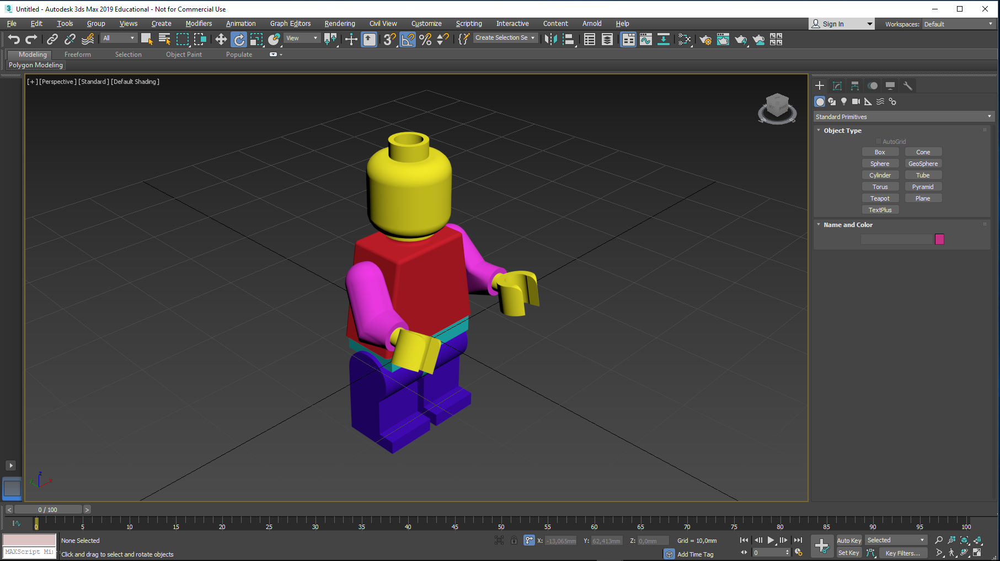 Untitled - Autodesk 3ds Max 2019 Educational - Not for Commercial Use
File Edit Tools Group Views Create Modifiers Animation Graph Editors Rendering Civil View Customize Scripting Interactive Content Arnold Help
Sign In Workspaces: Default
All View Create Selection Se
Modeling Freeform Selection Object Paint Populate
Polygon Modeling
[+] [Perspective] [Standard] [Default Shading]
Standard Primitives
Object Type
AutoGrid
Box Cone
Sphere GeoSphere
Cylinder Tube
Torus Pyramid
Teapot Plane
TextPlus
Name and Color
z
x
< 0 / 100 >
0 5 10 15 20 25 30 35 40 45 50 55 60 65 70 75 80 85 90 95 100
None Selected X: -13,065mm Y: 62,413mm Z: 0,0mm Grid = 10,0mm Auto Key Selected
MAXScript Mi
Click and drag to select and rotate objects Add Time Tag 0 Set Key Key Filters...